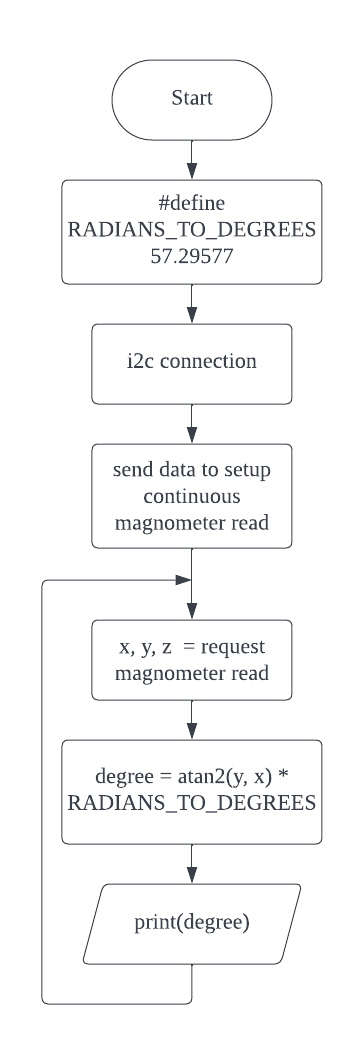 Start
#define
RADIANS_TO_DEGREES
57.29577
i2c connection
send data to setup
continuous
magnometer read
x, y, z  = request
magnometer read
degree = atan2(y, x) *
RADIANS_TO_DEGREES
print(degree)